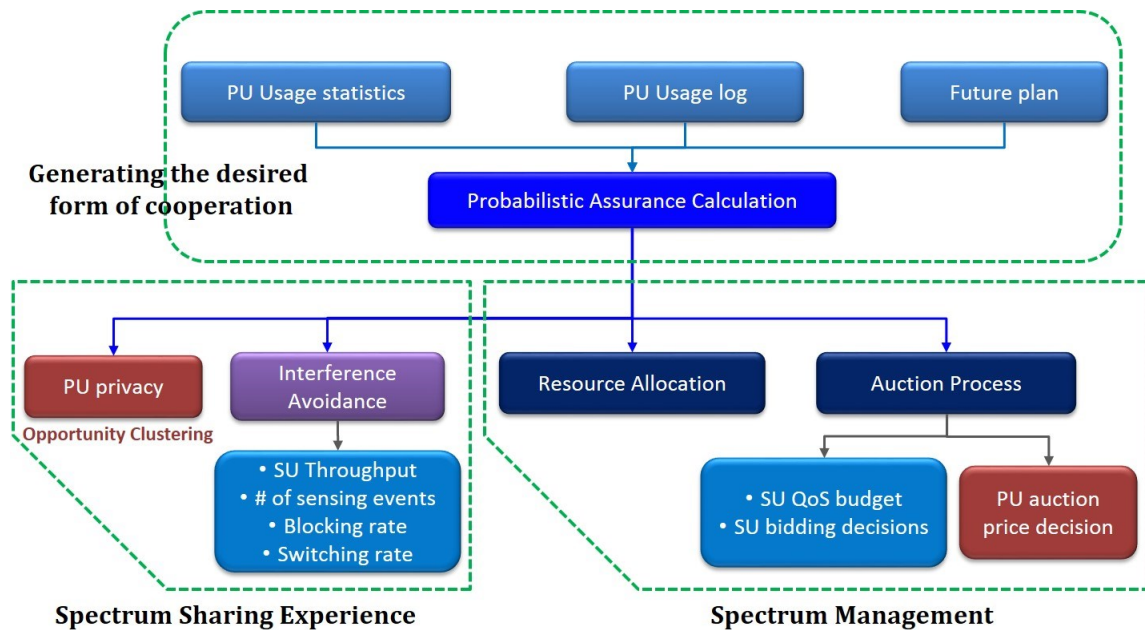 PU Usage statistics
PU Usage log
Future plan
Generating the desired
form of cooperation
Probabilistic Assurance Calculation
PU privacy
Opportunity Clustering
Interference
Avoidance
• SU Throughput
• # of sensing events
• Blocking rate
• Switching rate
Resource Allocation
Auction Process
• SU QoS budget
• SU bidding decisions
PU auction
price decision
Spectrum Sharing Experience
Spectrum Management